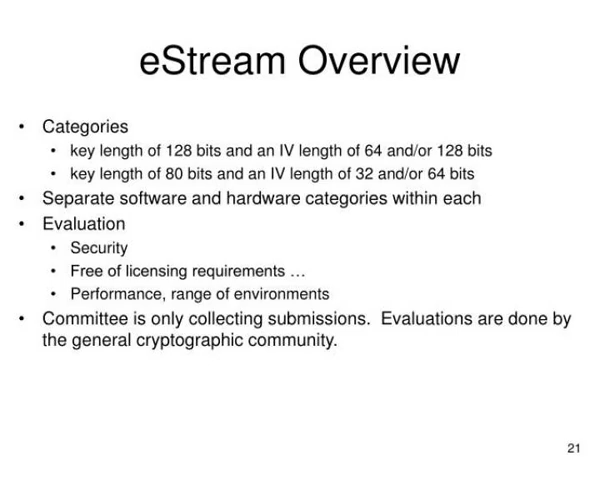 eStream Overview
• Categories
• key length of 128 bits and an IV length of 64 and/or 128 bits
• key length of 80 bits and an IV length of 32 and/or 64 bits
• Separate software and hardware categories within each
• Evaluation
• Security
• Free of licensing requirements …
• Performance, range of environments
• Committee is only collecting submissions.  Evaluations are done by
the general cryptographic community.
21